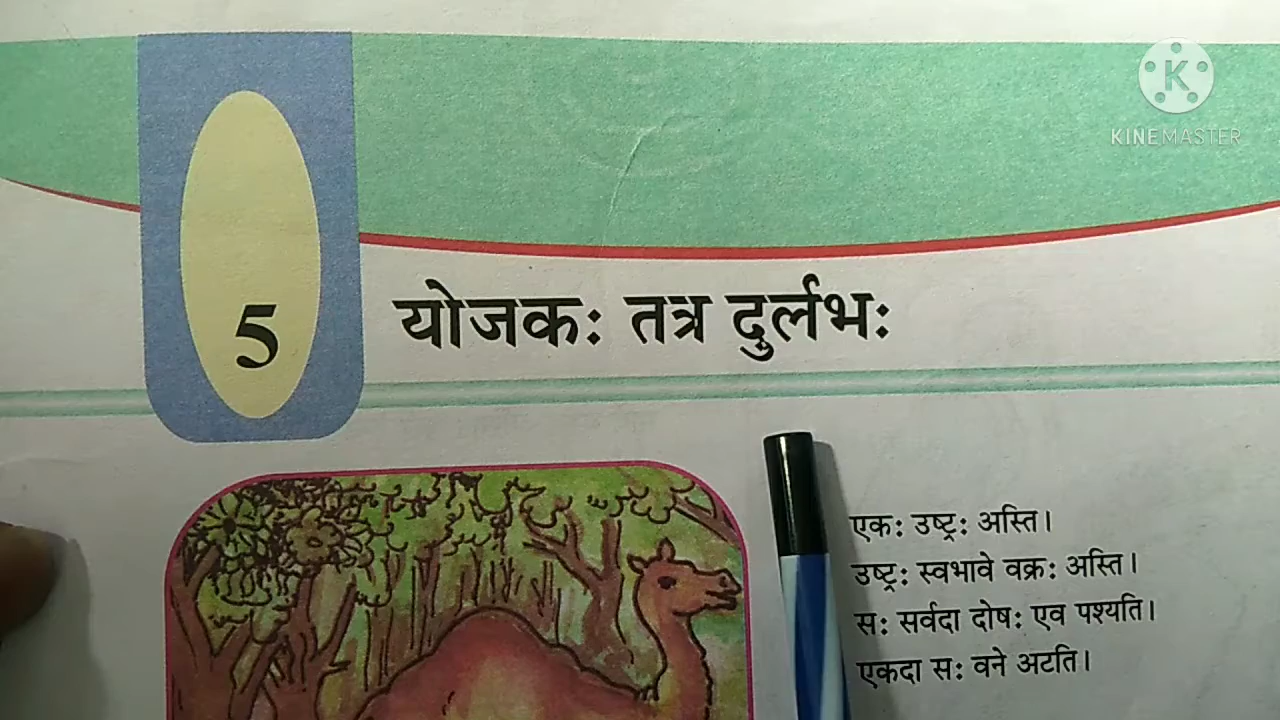 K
KINEMASTER
5
योजकः तत्र दुर्लभः
एकः उष्ट्रः अस्ति।
उष्ट्रः स्वभावे वक्रः अस्ति।
सः सर्वदा दोषः एव पश्यति।
एकदा सः वने अटति।